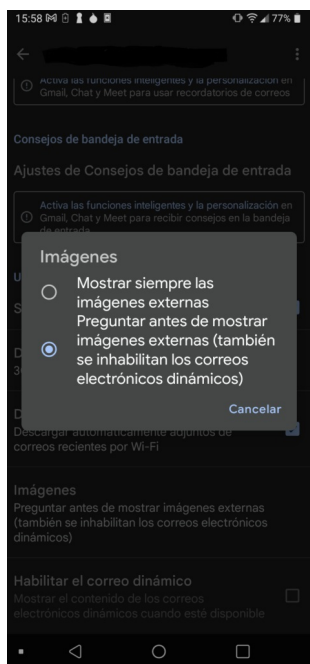 15:58
77%
Activa las funciones inteligentes y la personalización en
Gmail, Chat y Meet para usar recordatorios de correos
Consejos de bandeja de entrada
Ajustes de Consejos de bandeja de entrada
Activa las funciones inteligentes y la personalización en
Gmail, Chat y Meet para recibir consejos en la bandeja
de entrada
Imágenes
Mostrar siempre las
imágenes externas
Preguntar antes de mostrar
imágenes externas (también
se inhabilitan los correos
electrónicos dinámicos)
Cancelar
Descargar automáticamente adjuntos de
correos recientes por Wi-Fi
Imágenes
Preguntar antes de mostrar imágenes externas
(también se inhabilitan los correos electrónicos
dinámicos)
Habilitar el correo dinámico
Mostrar el contenido de los correos
electrónicos dinámicos cuando esté disponible